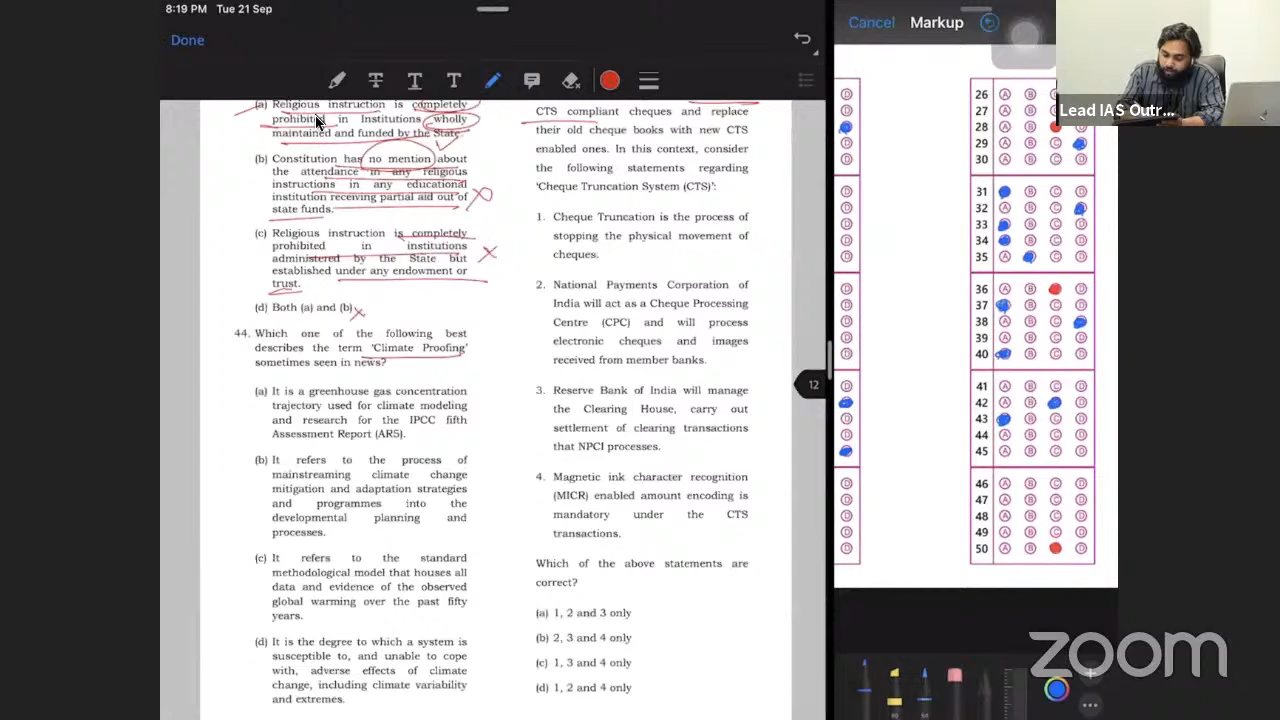 8:19 PM Tue 21 Sep
Done
(a) Religious instruction is completely
prohibited in Institutions wholly
maintained and funded by the State.
(b) Constitution has no mention about
the attendance in any religious
instructions in any educational
institution receiving partial aid out of
state funds.
(c) Religious instruction is completely
prohibited in institutions
administered by the State but
established under any endowment or
trust.
(d) Both (a) and (b)
44. Which one of the following best
describes the term 'Climate Proofing'
sometimes seen in news?
(a) It is a greenhouse gas concentration
trajectory used for climate modeling
and research for the IPCC fifth
Assessment Report (AR5).
(b) It refers to the process of
mainstreaming climate change
mitigation and adaptation strategies
and programmes into the
developmental planning and
processes.
(c) It refers to the standard
methodological model that houses all
data and evidence of the observed
global warming over the past fifty
years.
(d) It is the degree to which a system is
susceptible to, and unable to cope
with, adverse effects of climate
change, including climate variability
and extremes.
CTS compliant cheques and replace
their old cheque books with new CTS
enabled ones. In this context, consider
the following statements regarding
'Cheque Truncation System (CTS)':
1. Cheque Truncation is the process of
stopping the physical movement of
cheques.
2. National Payments Corporation of
India will act as a Cheque Processing
Centre (CPC) and will process
electronic cheques and images
received from member banks.
3. Reserve Bank of India will manage
the Clearing House, carry out
settlement of clearing transactions
that NPCI processes.
4. Magnetic ink character recognition
(MICR) enabled amount encoding is
mandatory under the CTS
transactions.
Which of the above statements are
correct?
(a) 1, 2 and 3 only
(b) 2, 3 and 4 only
(c) 1, 3 and 4 only
(d) 1, 2 and 4 only
12
Cancel Markup
26 A B C
27 A B C
28 A B
29 A B C
30 A B C D
31 B C D
32 A B C
33 B C D
34 B C D
35 A C D
36 A B D
37 B C D
38 A B C
39 A B C D
40 B C D
41 A B C D
42 A B D
43 B C D
44 A B C D
45 A B C D
46 A B C D
47 A B C D
48 A B C D
49 A B C D
50 A B D
Lead IAS Outr...
zoom